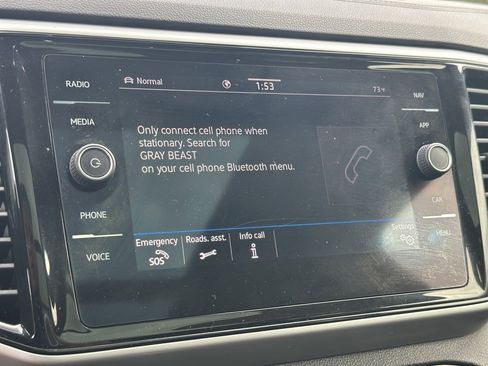 RADIO
Normal
1:53
73°F
NAV
MEDIA
APP
Only connect cell phone when
stationary. Search for
GRAY BEAST
on your cell phone Bluetooth menu.
PHONE
CAR
VOICE
Emergency
SOS
Roads. asst.
Info call
Settings
MENU